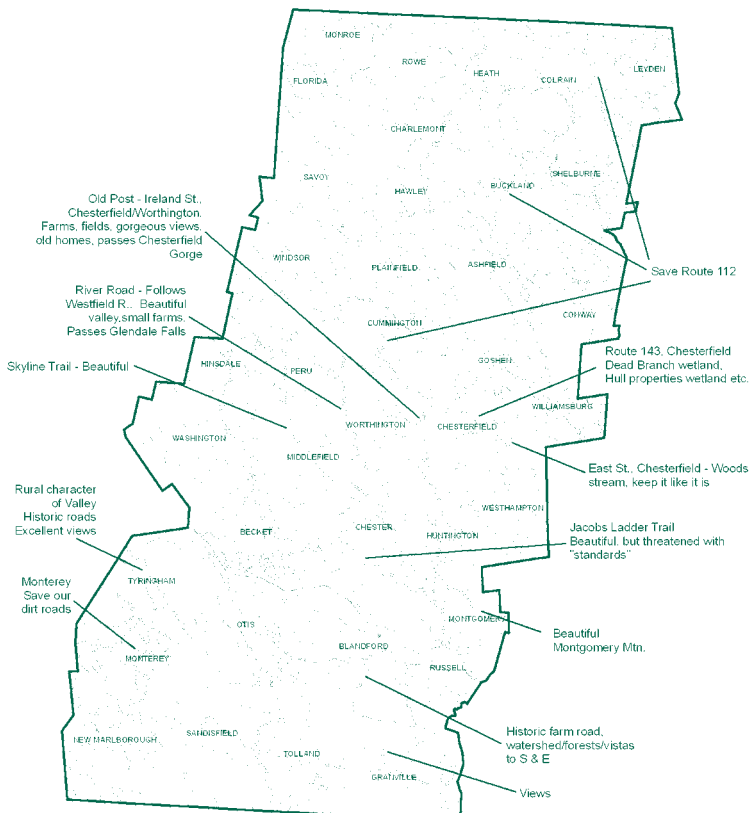 MONROE
ROWE
HEATH
LEYDEN
FLORIDA
COLRAIN
CHARLEMONT
SHELBURNE
SAVOY
HAWLEY
BUCKLAND
Old Post - Ireland St.,
Chesterfield/Worthington.
Farms, fields, gorgeous views,
old homes, passes Chesterfield
Gorge
WINDSOR
PLAINFIELD
ASHFIELD
Save Route 112
River Road - Follows
Westfield R.. Beautiful
valley,small farms.
Passes Glendale Falls
CUMMINGTON
CONWAY
Skyline Trail - Beautiful
HINSDALE
PERU
GOSHEN
Route 143, Chesterfield
Dead Branch wetland,
Hull properties wetland etc.
WILLIAMSBURG
WORTHINGTON
CHESTERFIELD
WASHINGTON
MIDDLEFIELD
East St., Chesterfield - Woods
stream, keep it like it is
Rural character
of Valley
Historic roads
Excellent views
WESTHAMPTON
BECKET
CHESTER
HUNTINGTON
Jacobs Ladder Trail
Beautiful, but threatened with
"standards"
TYRINGHAM
Monterey
Save our
dirt roads
OTIS
MONTGOMERY
Beautiful
Montgomery Mtn.
MONTEREY
BLANDFORD
RUSSELL
NEW MARLBOROUGH
SANDISFIELD
TOLLAND
Historic farm road,
watershed/forests/vistas
to S & E
GRANVILLE
Views